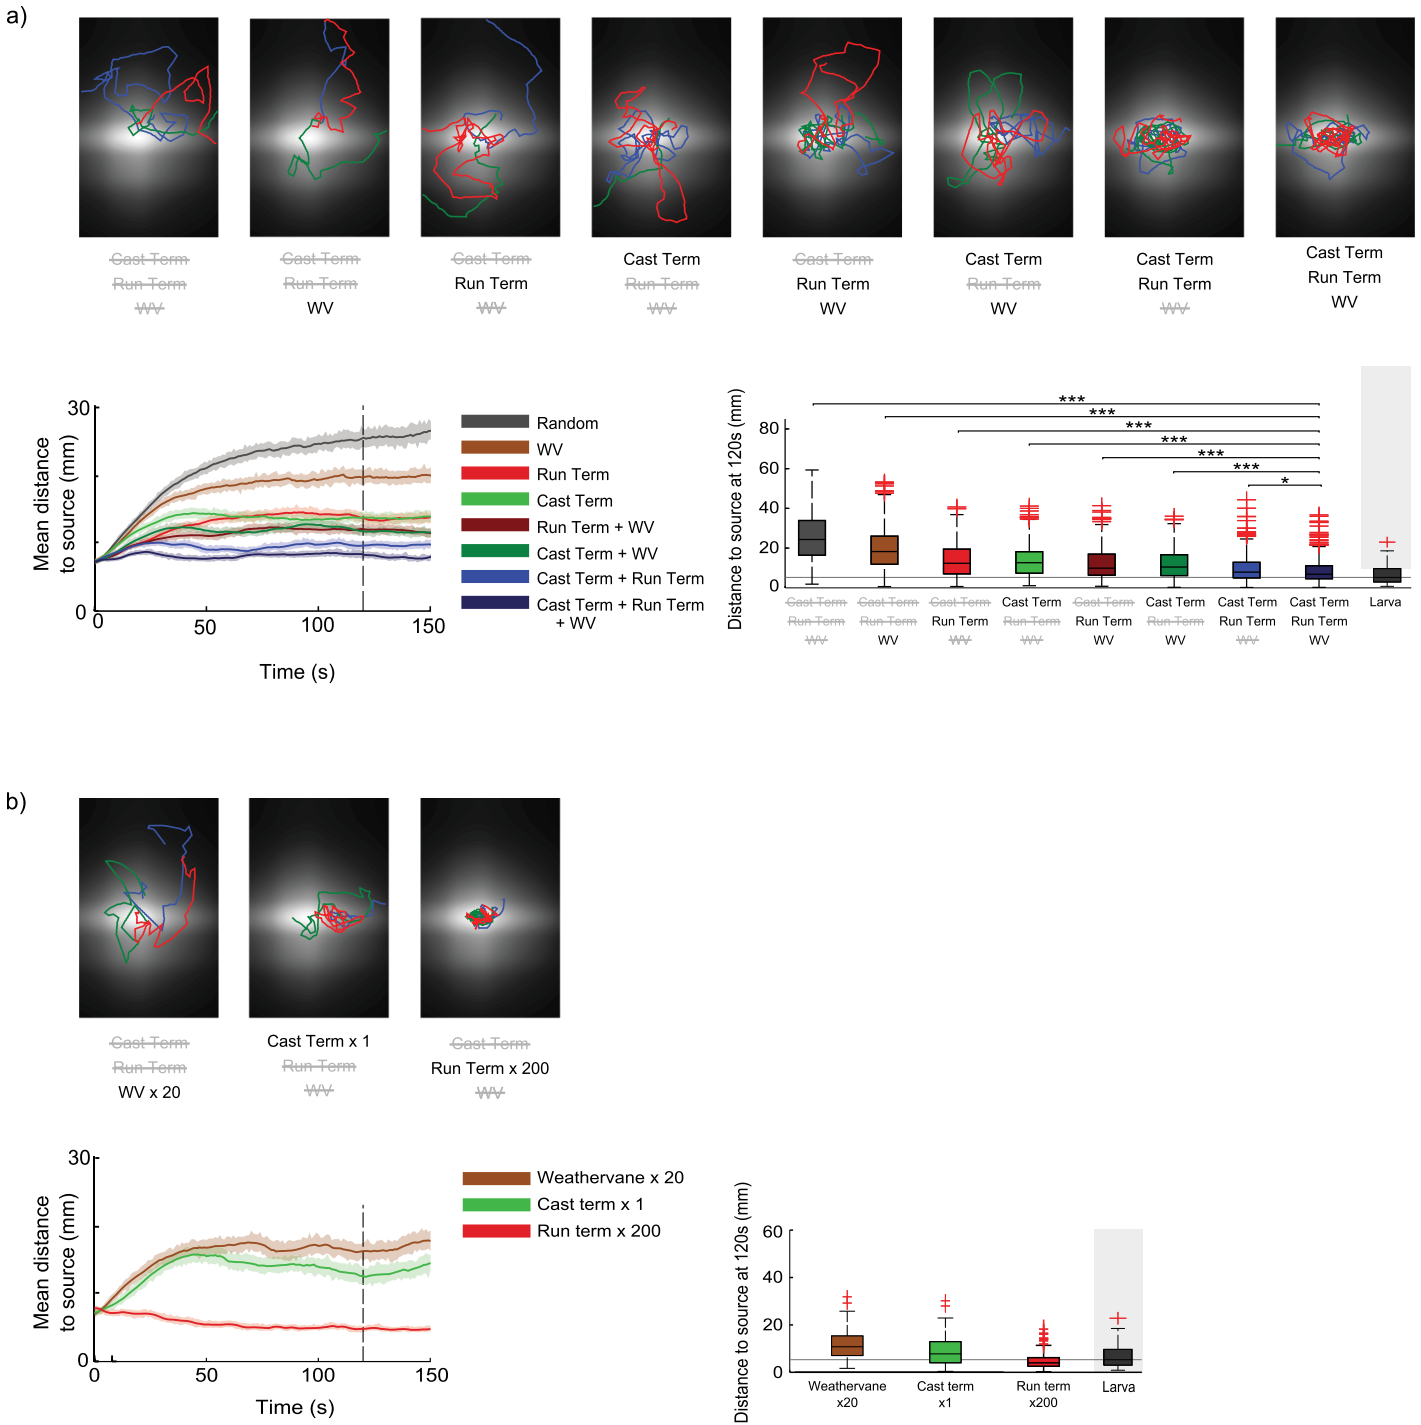 a)
Cast Term
Run Term
WV
Cast Term
Run Term
WV
Cast Term
Run Term
WV
Cast Term
Run Term
WV
Cast Term
Run Term
WV
Cast Term
Run Term
WV
Cast Term
Run Term
WV
Cast Term
Run Term
WV
Mean distance
to source (mm)
30
0
0
50
100
150
Time (s)
Random
WV
Run Term
Cast Term
Run Term + WV
Cast Term + WV
Cast Term + Run Term
Cast Term + Run Term
+ WV
Distance to source at 120s (mm)
80
60
40
20
0
***
***
***
***
***
***
*
Cast Term
Run Term
WV
Cast Term
Run Term
WV
Cast Term
Run Term
WV
Cast Term
Run Term
WV
Cast Term
Run Term
WV
Cast Term
Run Term
WV
Cast Term
Run Term
WV
Cast Term
Run Term
WV
Larva
b)
Cast Term
Run Term
WV x 20
Cast Term x 1
Run Term
WV
Cast Term
Run Term x 200
WV
Mean distance
to source (mm)
30
0
0
50
100
150
Time (s)
Weathervane x 20
Cast term x 1
Run term x 200
Distance to source at 120s (mm)
60
40
20
0
Weathervane
x20
Cast term
x1
Run term
x200
Larva